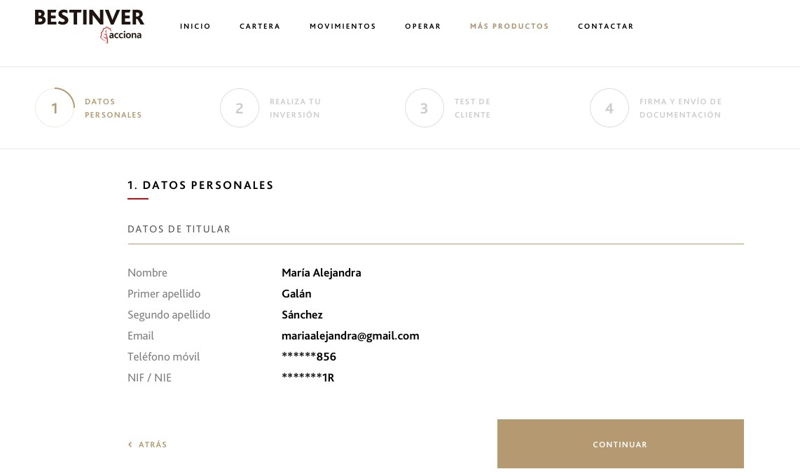 BESTINVER
acciona
INICIO CARTERA MOVIMIENTOS OPERAR MÁS PRODUCTOS CONTACTAR
1 DATOS PERSONALES
2 REALIZA TU INVERSIÓN
3 TEST DE CLIENTE
4 FIRMA Y ENVÍO DE DOCUMENTACIÓN
1. DATOS PERSONALES
DATOS DE TITULAR
Nombre María Alejandra
Primer apellido Galán
Segundo apellido Sánchez
Email mariaalejandra@gmail.com
Teléfono móvil ******856
NIF / NIE *******1R
ATRÁS
CONTINUAR